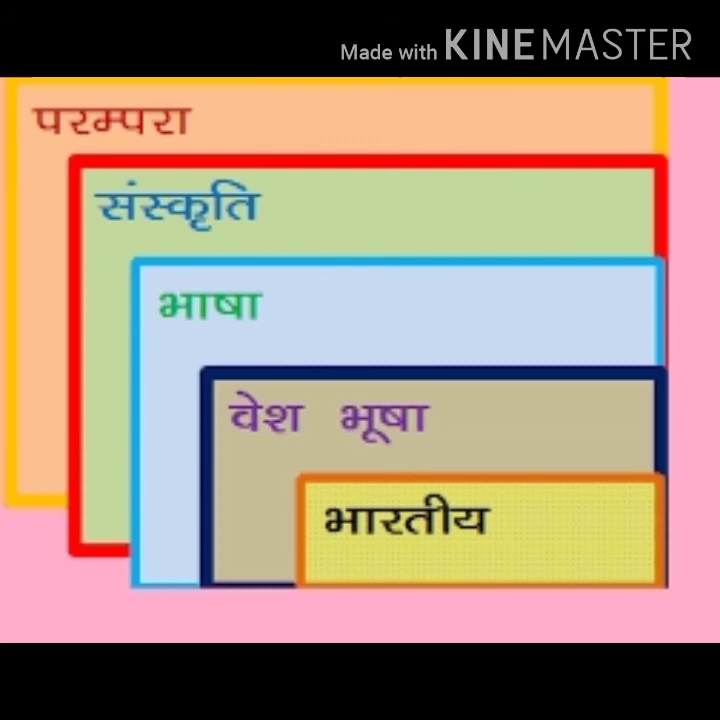 Made with KINEMASTER
परम्परा
संस्कृति
भाषा
वेश भूषा
भारतीय